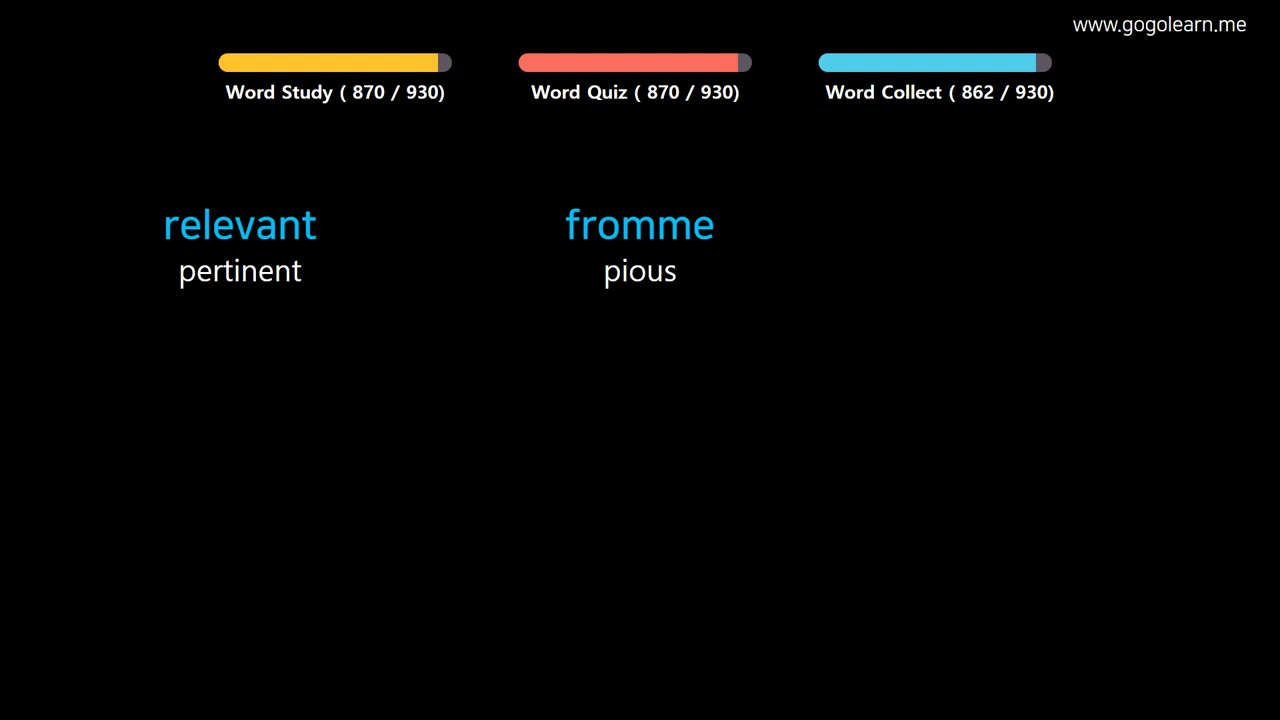 www.gogolearn.me
Word Study ( 870 / 930)
Word Quiz ( 870 / 930)
Word Collect ( 862 / 930)
relevant
pertinent
fromme
pious